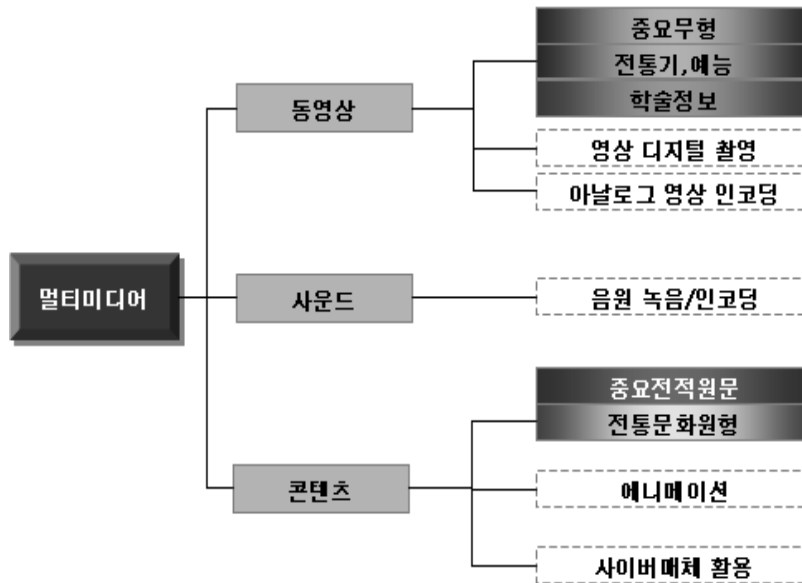 중요무형
전통기,예능
학술정보
동영상
영상 디지털 촬영
아날로그 영상 인코딩
멀티미디어
사운드
음원 녹음/인코딩
중요전적원문
전통문화원형
콘텐츠
에니메이션
사이버매체 활용